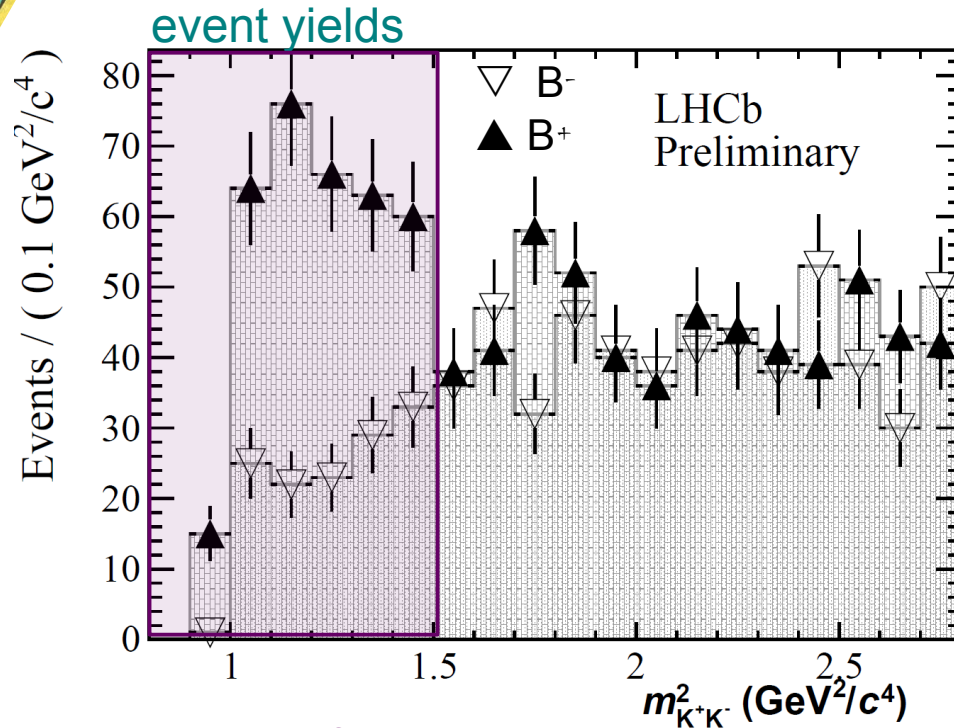 event yields
Events / ( 0.1 GeV²/c⁴ )
80
70
60
50
40
30
20
10
0
B⁻
B⁺
LHCb
Preliminary
1
1.5
2
2.5
m²K⁺K⁻ (GeV²/c⁴)